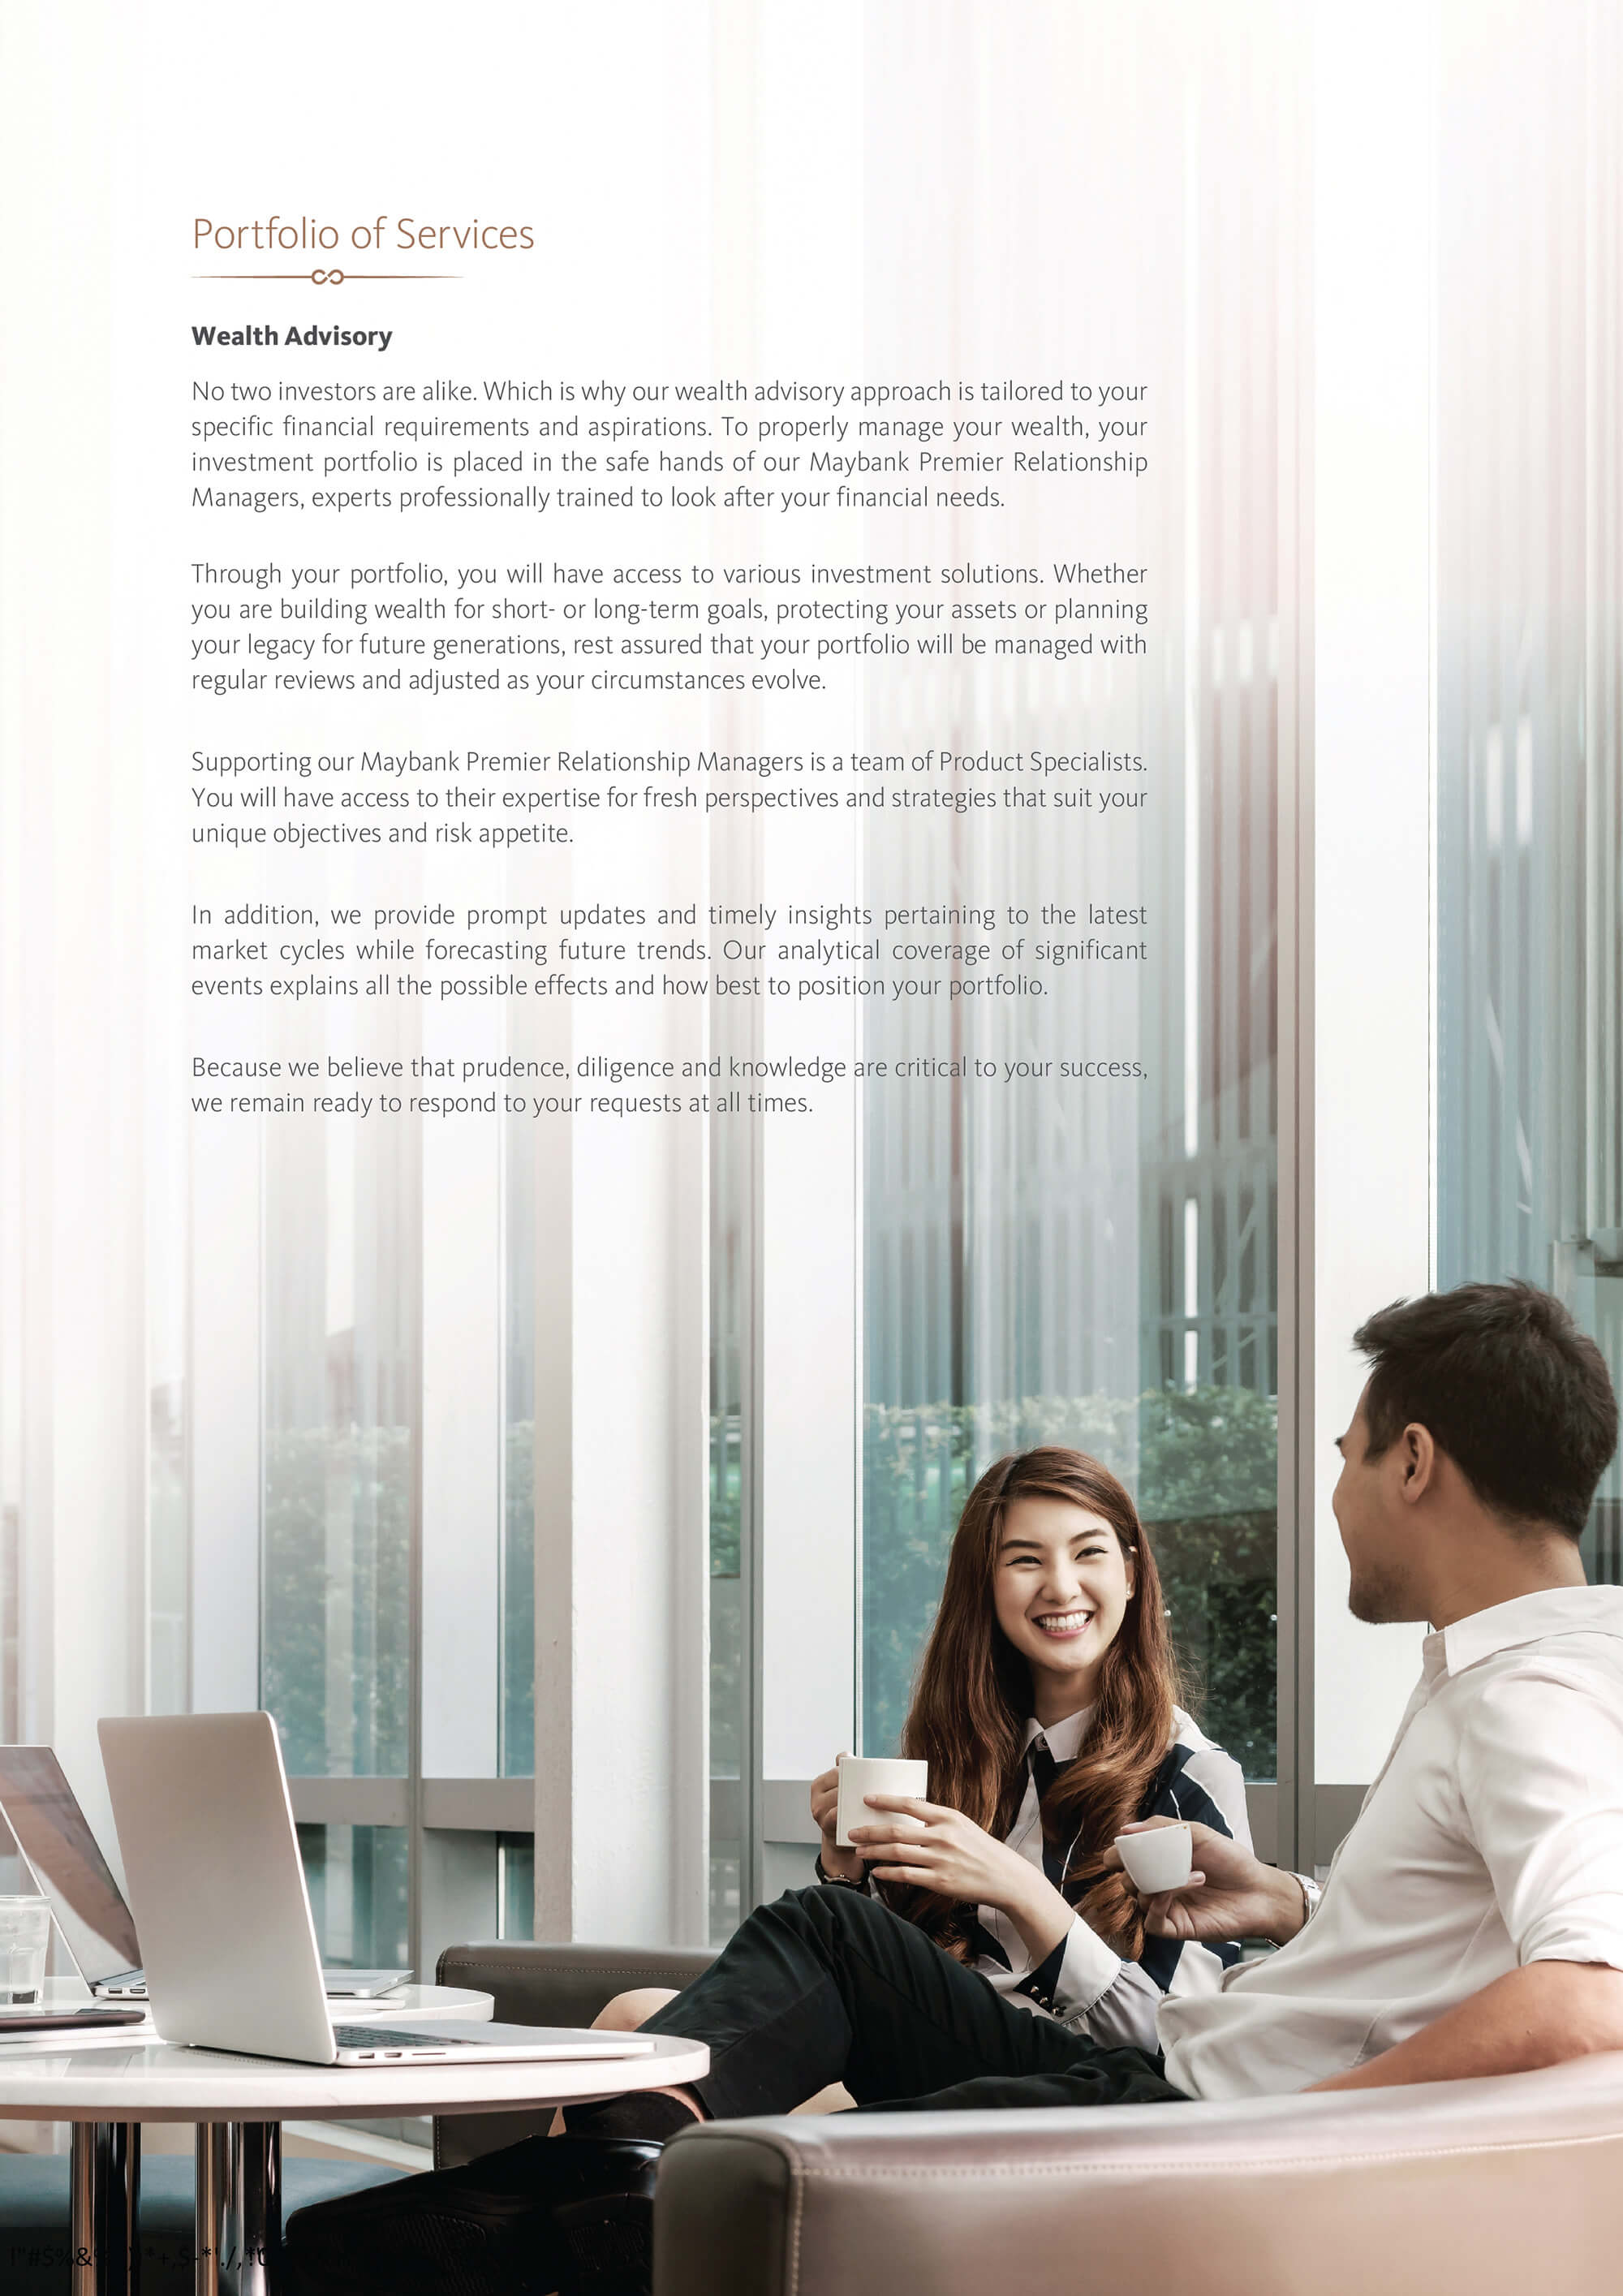 Portfolio of Services
Wealth Advisory
No two investors are alike. Which is why our wealth advisory approach is tailored to your
specific financial requirements and aspirations. To properly manage your wealth, your
investment portfolio is placed in the safe hands of our Maybank Premier Relationship
Managers, experts professionally trained to look after your financial needs.
Through your portfolio, you will have access to various investment solutions. Whether
you are building wealth for short- or long-term goals, protecting your assets or planning
your legacy for future generations, rest assured that your portfolio will be managed with
regular reviews and adjusted as your circumstances evolve.
Supporting our Maybank Premier Relationship Managers is a team of Product Specialists.
You will have access to their expertise for fresh perspectives and strategies that suit your
unique objectives and risk appetite.
In addition, we provide prompt updates and timely insights pertaining to the latest
market cycles while forecasting future trends. Our analytical coverage of significant
events explains all the possible effects and how best to position your portfolio.
Because we believe that prudence, diligence and knowledge are critical to your success,
we remain ready to respond to your requests at all times.